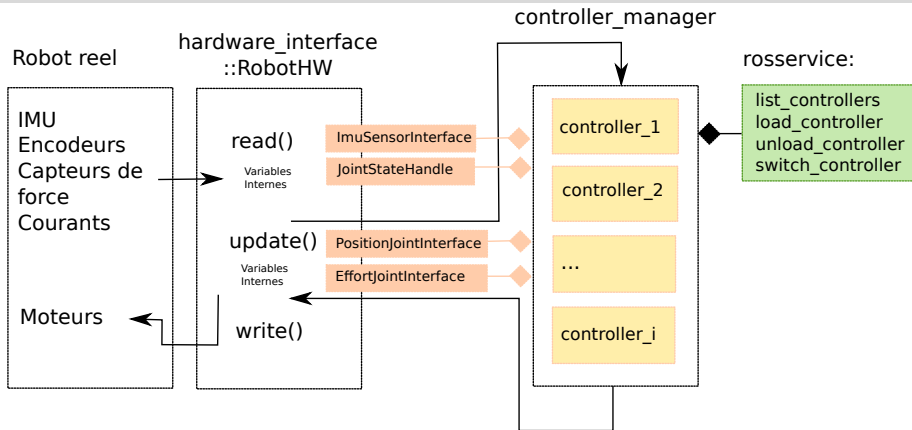 controller_manager
hardware_interface
::RobotHW
Robot reel
rosservice:
IMU
Encodeurs
Capteurs de
force
Courants
Moteurs
read()
Variables
Internes
update()
Variables
Internes
write()
ImuSensorInterface
JointStateHandle
PositionJointInterface
EffortJointInterface
controller_1
controller_2
...
controller_i
list_controllers
load_controller
unload_controller
switch_controller